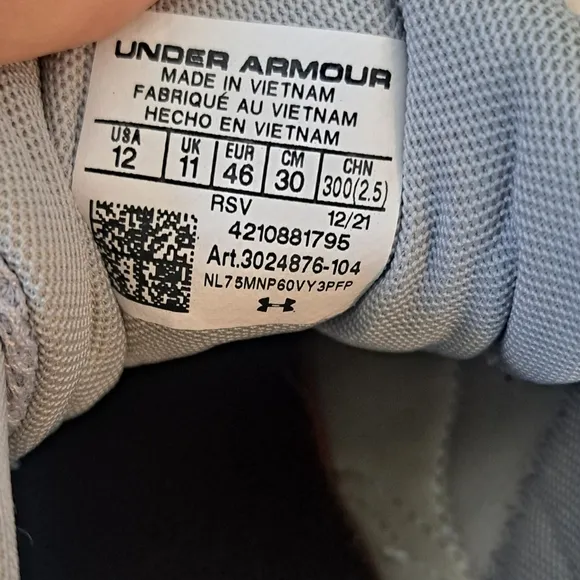 UNDER ARMOUR
MADE IN VIETNAM
FABRIQUÉ AU VIETNAM
HECHO EN VIETNAM
USA UK EUR CM CHN
12 11 46 30 300(2.5)
RSV 12/21
4210881795
Art.3024876-104
NL75MNP60VY3PFP